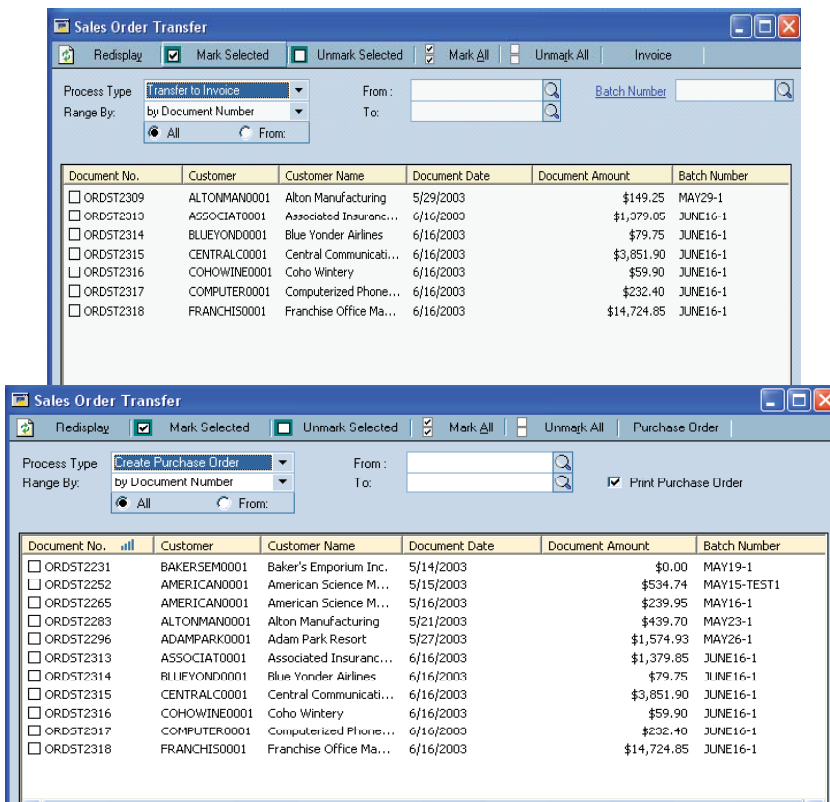 Sales Order Transfer
Redisplay Mark Selected Unmark Selected Mark All Unmark All Invoice
Process Type Transfer to Invoice From : Batch Number
Range By: by Document Number To:
All From:
Document No. Customer Customer Name Document Date Document Amount Batch Number
ORDST2309 ALTONMAN0001 Alton Manufacturing 5/29/2003 $149.25 MAY29-1
ORDST2313 ASSOCIAT0001 Associated Insuranc... 6/16/2003 $1,379.85 JUNE16-1
ORDST2314 BLUEYOND0001 Blue Yonder Airlines 6/16/2003 $79.75 JUNE16-1
ORDST2315 CENTRALC0001 Central Communicati... 6/16/2003 $3,851.90 JUNE16-1
ORDST2316 COHOWINE0001 Coho Wintery 6/16/2003 $59.90 JUNE16-1
ORDST2317 COMPUTER0001 Computerized Phone... 6/16/2003 $232.40 JUNE16-1
ORDST2318 FRANCHIS0001 Franchise Office Ma... 6/16/2003 $14,724.85 JUNE16-1
Sales Order Transfer
Redisplay Mark Selected Unmark Selected Mark All Unmark All Purchase Order
Process Type Create Purchase Order From :
Range By: by Document Number To: Print Purchase Order
All From:
Document No. Customer Customer Name Document Date Document Amount Batch Number
ORDST2231 BAKERSEM0001 Baker's Emporium Inc. 5/14/2003 $0.00 MAY19-1
ORDST2252 AMERICAN0001 American Science M... 5/15/2003 $534.74 MAY15-TEST1
ORDST2265 AMERICAN0001 American Science M... 5/16/2003 $239.95 MAY16-1
ORDST2283 ALTONMAN0001 Alton Manufacturing 5/21/2003 $439.70 MAY23-1
ORDST2296 ADAMPARK0001 Adam Park Resort 5/27/2003 $1,574.93 MAY26-1
ORDST2313 ASSOCIAT0001 Associated Insuranc... 6/16/2003 $1,379.85 JUNE16-1
ORDST2314 BLUEYOND0001 Blue Yonder Airlines 6/16/2003 $79.75 JUNE16-1
ORDST2315 CENTRALC0001 Central Communicati... 6/16/2003 $3,851.90 JUNE16-1
ORDST2316 COHOWINE0001 Coho Wintery 6/16/2003 $59.90 JUNE16-1
ORDST2317 COMPUTER0001 Computerized Phone... 6/16/2003 $232.40 JUNE16-1
ORDST2318 FRANCHIS0001 Franchise Office Ma... 6/16/2003 $14,724.85 JUNE16-1